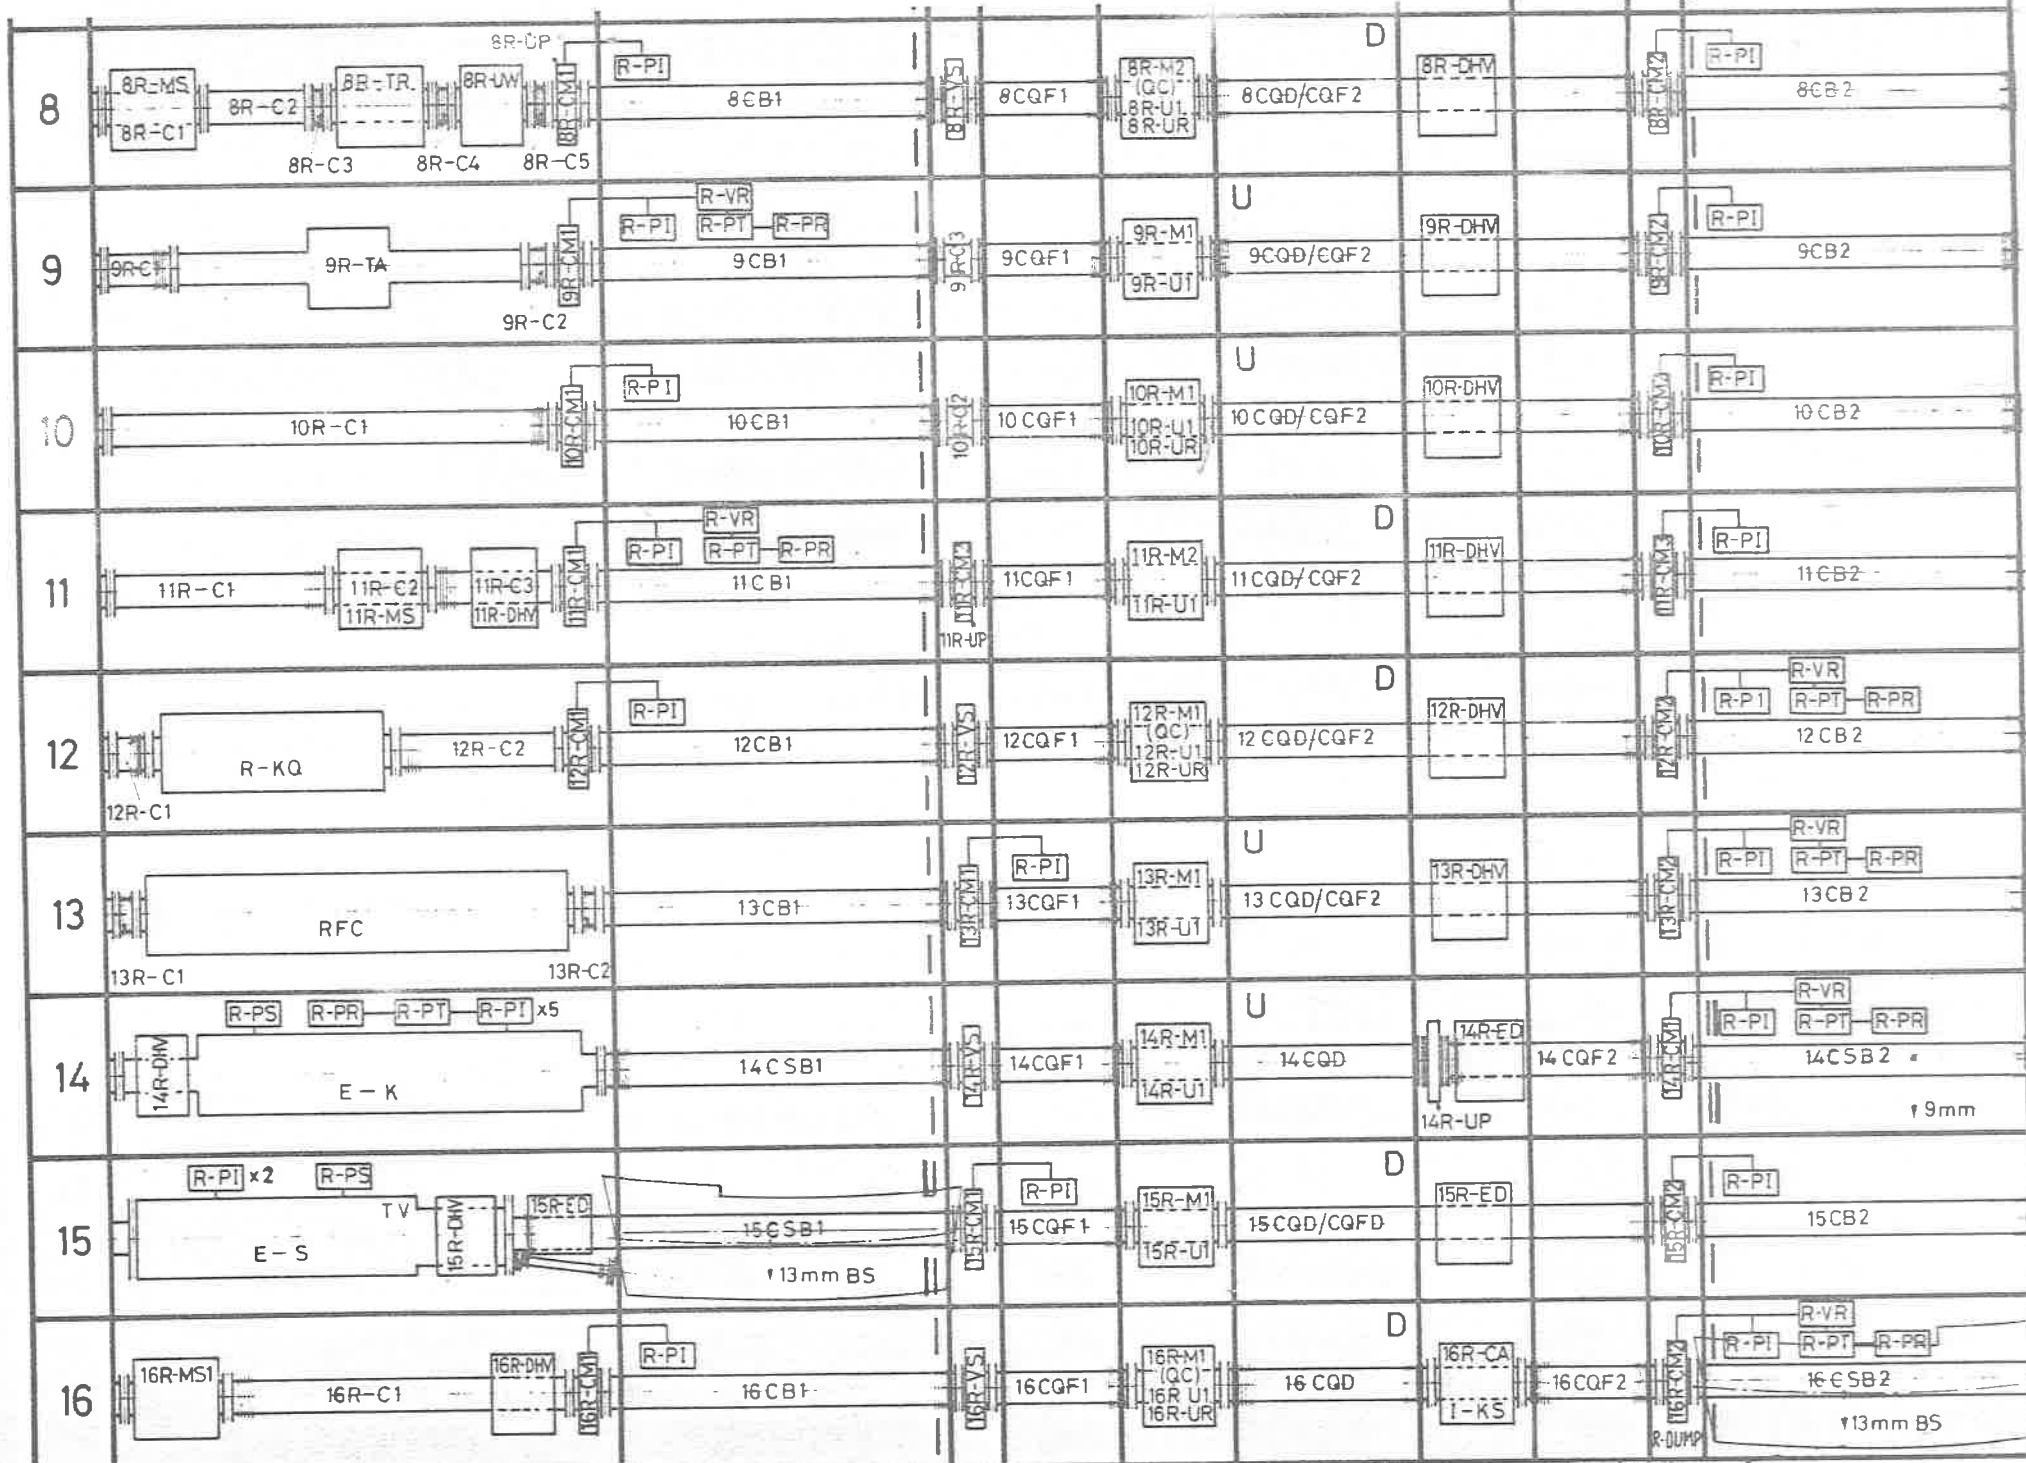 8
8R-MS
8R-C1
8R-C2
8R-C3
8R-TR
8R-C4
8R-UW
8R-C5
8R-CM1
R-PI
8CB1
8R-VS
8CQF1
8R-M2
(QC)
8R-U1
8R-UR
D
8CQD/CQF2
8R-DHV
8R-CM2
R-PI
8CB2
9
9R-C1
9R-TA
9R-C2
9R-CM1
R-PI
R-VR
R-PT
R-PR
9CB1
9R-C3
9CQF1
9R-M1
9R-U1
U
9CQD/CQF2
9R-DHV
9R-CM2
R-PI
9CB2
10
10R-C1
10R-CM1
R-PI
10CB1
10R-C2
10CQF1
10R-M1
10R-U1
10R-UR
U
10CQD/CQF2
10R-DHV
R-PI
10CB2
11
11R-C1
11R-C2
11R-MS
11R-C3
11R-DHV
11R-CM1
R-PI
R-VR
R-PT
R-PR
11CB1
11R-CM3
11R-UP
11CQF1
11R-M2
11R-U1
D
11CQD/CQF2
11R-DHV
11R-CM3
R-PI
11CB2
12
12R-C1
R-KQ
12R-C2
12R-CM1
R-PI
12CB1
12R-VS
12CQF1
12R-M1
(QC)
12R-U1
12R-UR
D
12CQD/CQF2
12R-DHV
12R-CM2
R-P1
R-VR
R-PT
R-PR
12CB2
13
13R-C1
RFC
13R-C2
13CB1
13R-CM1
R-PI
13CQF1
13R-M1
13R-U1
U
13CQD/CQF2
13R-DHV
13R-CM2
R-PI
R-VR
R-PT
R-PR
13CB2
14
14R-DHV
R-PS
R-PR
R-PT
R-PI x5
E-K
14CSB1
14R-VS
14CQF1
14R-M1
14R-U1
U
14CQD
14R-UP
14R-ED
14CQF2
14R-CM1
R-PI
R-VR
R-PT
R-PR
14CSB2
9mm
15
R-PI x2
R-PS
TV
E-S
15R-DHV
15R-ED
15CSB1
13mm BS
15R-CM1
R-PI
15CQF1
15R-M1
15R-U1
D
15CQD/CQFD
15R-ED
15R-CM2
R-PI
15CB2
16
16R-MS1
16R-C1
16R-DHV
16R-CM1
R-PI
16CB1
16R-VS
16CQF1
16R-M1
(QC)
16R U1
16R-UR
D
16CQD
16R-CA
I-KS
16CQF2
16R-CM2
R-DUMP
R-PI
R-VR
R-PT
R-PR
16CSB2
13mm BS